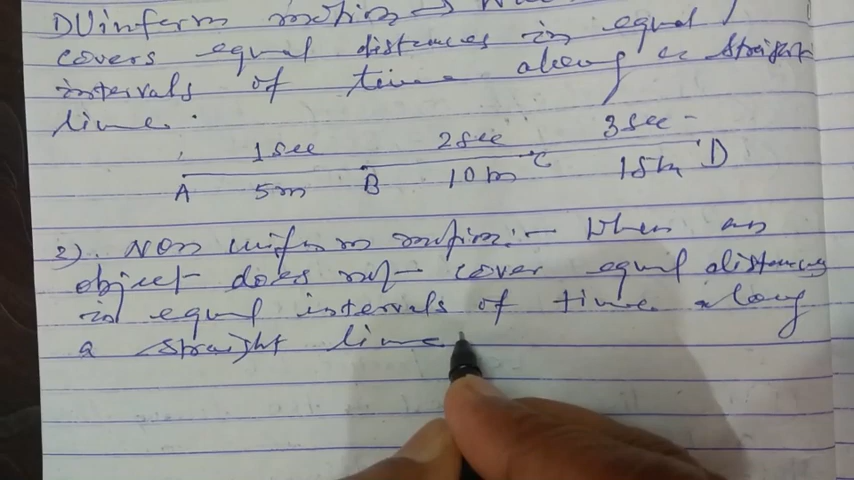 1) Uniform motion →
covers equal distances in equal
intervals of time along a straight
line.
1 sec 2 sec 3 sec
A 5m B 10 m C 15m D
2). Non uniform motion :- When an
object does not cover equal distances
in equal intervals of time along
a straight line.